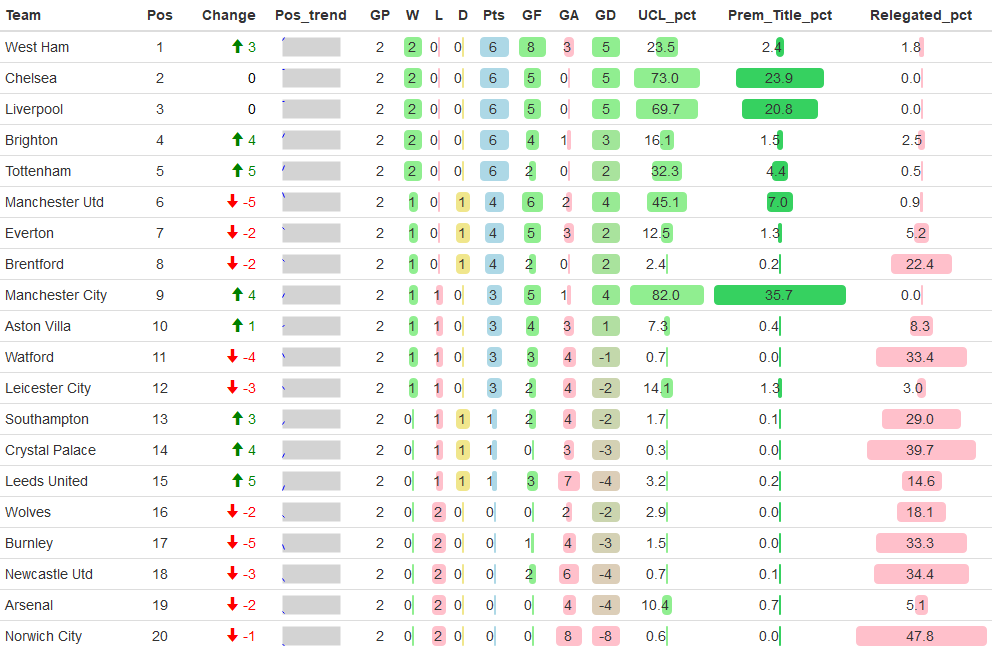 Team Pos Change Pos_trend GP W L D Pts GF GA GD UCL_pct Prem_Title_pct Relegated_pct
West Ham 1 3 2 2 0 0 6 8 3 5 23.5 2.4 1.8
Chelsea 2 0 2 2 0 0 6 5 0 5 73.0 23.9 0.0
Liverpool 3 0 2 2 0 0 6 5 0 5 69.7 20.8 0.0
Brighton 4 4 2 2 0 0 6 4 1 3 16.1 1.5 2.5
Tottenham 5 5 2 2 0 0 6 2 0 2 32.3 4.4 0.5
Manchester Utd 6 -5 2 1 0 1 4 6 2 4 45.1 7.0 0.9
Everton 7 -2 2 1 0 1 4 5 3 2 12.5 1.3 5.2
Brentford 8 -2 2 1 0 1 4 2 0 2 2.4 0.2 22.4
Manchester City 9 4 2 1 1 0 3 5 1 4 82.0 35.7 0.0
Aston Villa 10 1 2 1 1 0 3 4 3 1 7.3 0.4 8.3
Watford 11 -4 2 1 1 0 3 3 4 -1 0.7 0.0 33.4
Leicester City 12 -3 2 1 1 0 3 2 4 -2 14.1 1.3 3.0
Southampton 13 3 2 0 1 1 1 2 4 -2 1.7 0.1 29.0
Crystal Palace 14 4 2 0 1 1 1 0 3 -3 0.3 0.0 39.7
Leeds United 15 5 2 0 1 1 1 3 7 -4 3.2 0.2 14.6
Wolves 16 -2 2 0 2 0 0 0 2 -2 2.9 0.0 18.1
Burnley 17 -5 2 0 2 0 0 1 4 -3 1.5 0.0 33.3
Newcastle Utd 18 -3 2 0 2 0 0 2 6 -4 0.7 0.1 34.4
Arsenal 19 -2 2 0 2 0 0 0 4 -4 10.4 0.7 5.1
Norwich City 20 -1 2 0 2 0 0 0 8 -8 0.6 0.0 47.8